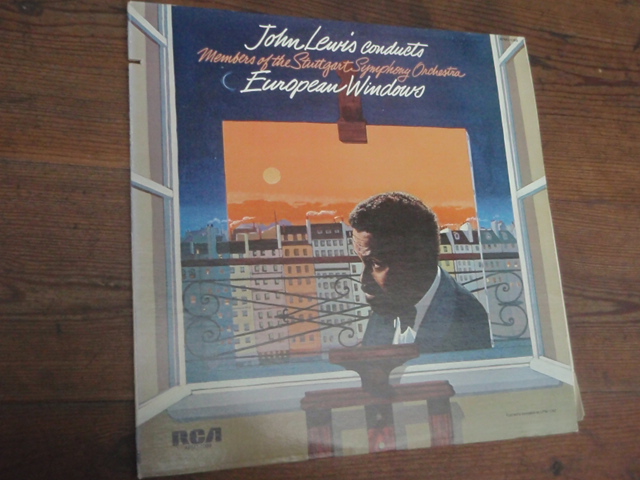 John Lewis conducts
Members of the Stuttgart Symphony Orchestra
European Windows
RCA